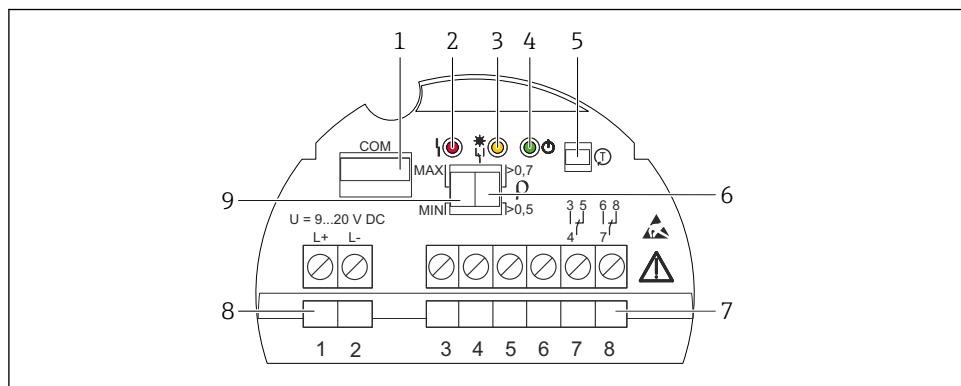 1 2 3 4 5
COM
MAX >0,7
6
9
MIN >0,5
ρ
T
U = 9...20 V DC
L+ L-
3 5 6 8
4 7
8 7
1 2 3 4 5 6 7 8